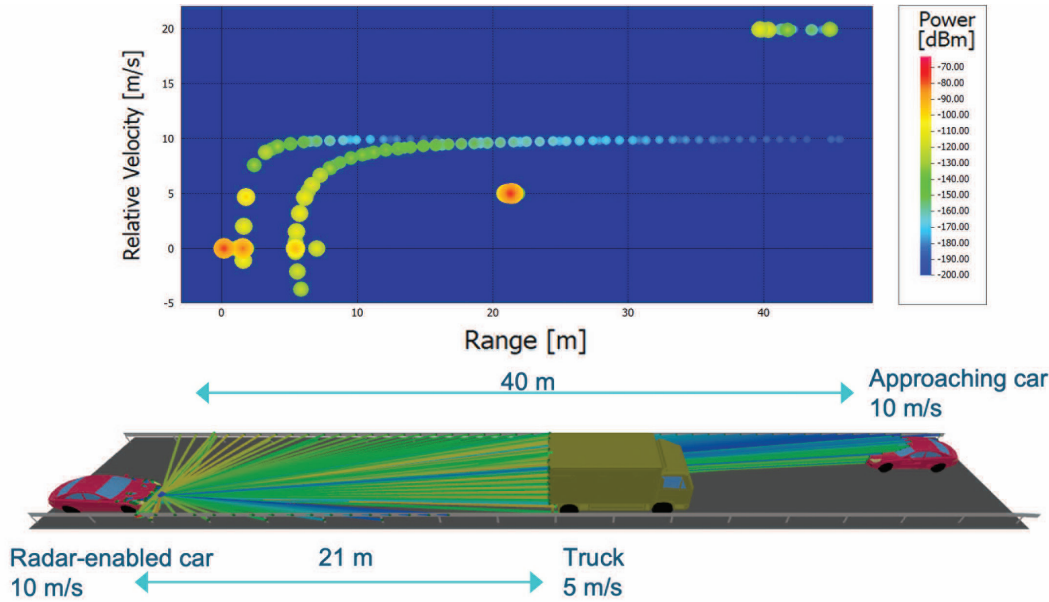 Power
[dBm]
-70.00
-80.00
-90.00
-100.00
-110.00
-120.00
-130.00
-140.00
-150.00
-160.00
-170.00
-180.00
-190.00
-200.00
Relative Velocity [m/s]
20
15
10
5
0
-5
0
10
20
30
40
Range [m]
40 m
Approaching car
10 m/s
Radar-enabled car
10 m/s
21 m
Truck
5 m/s